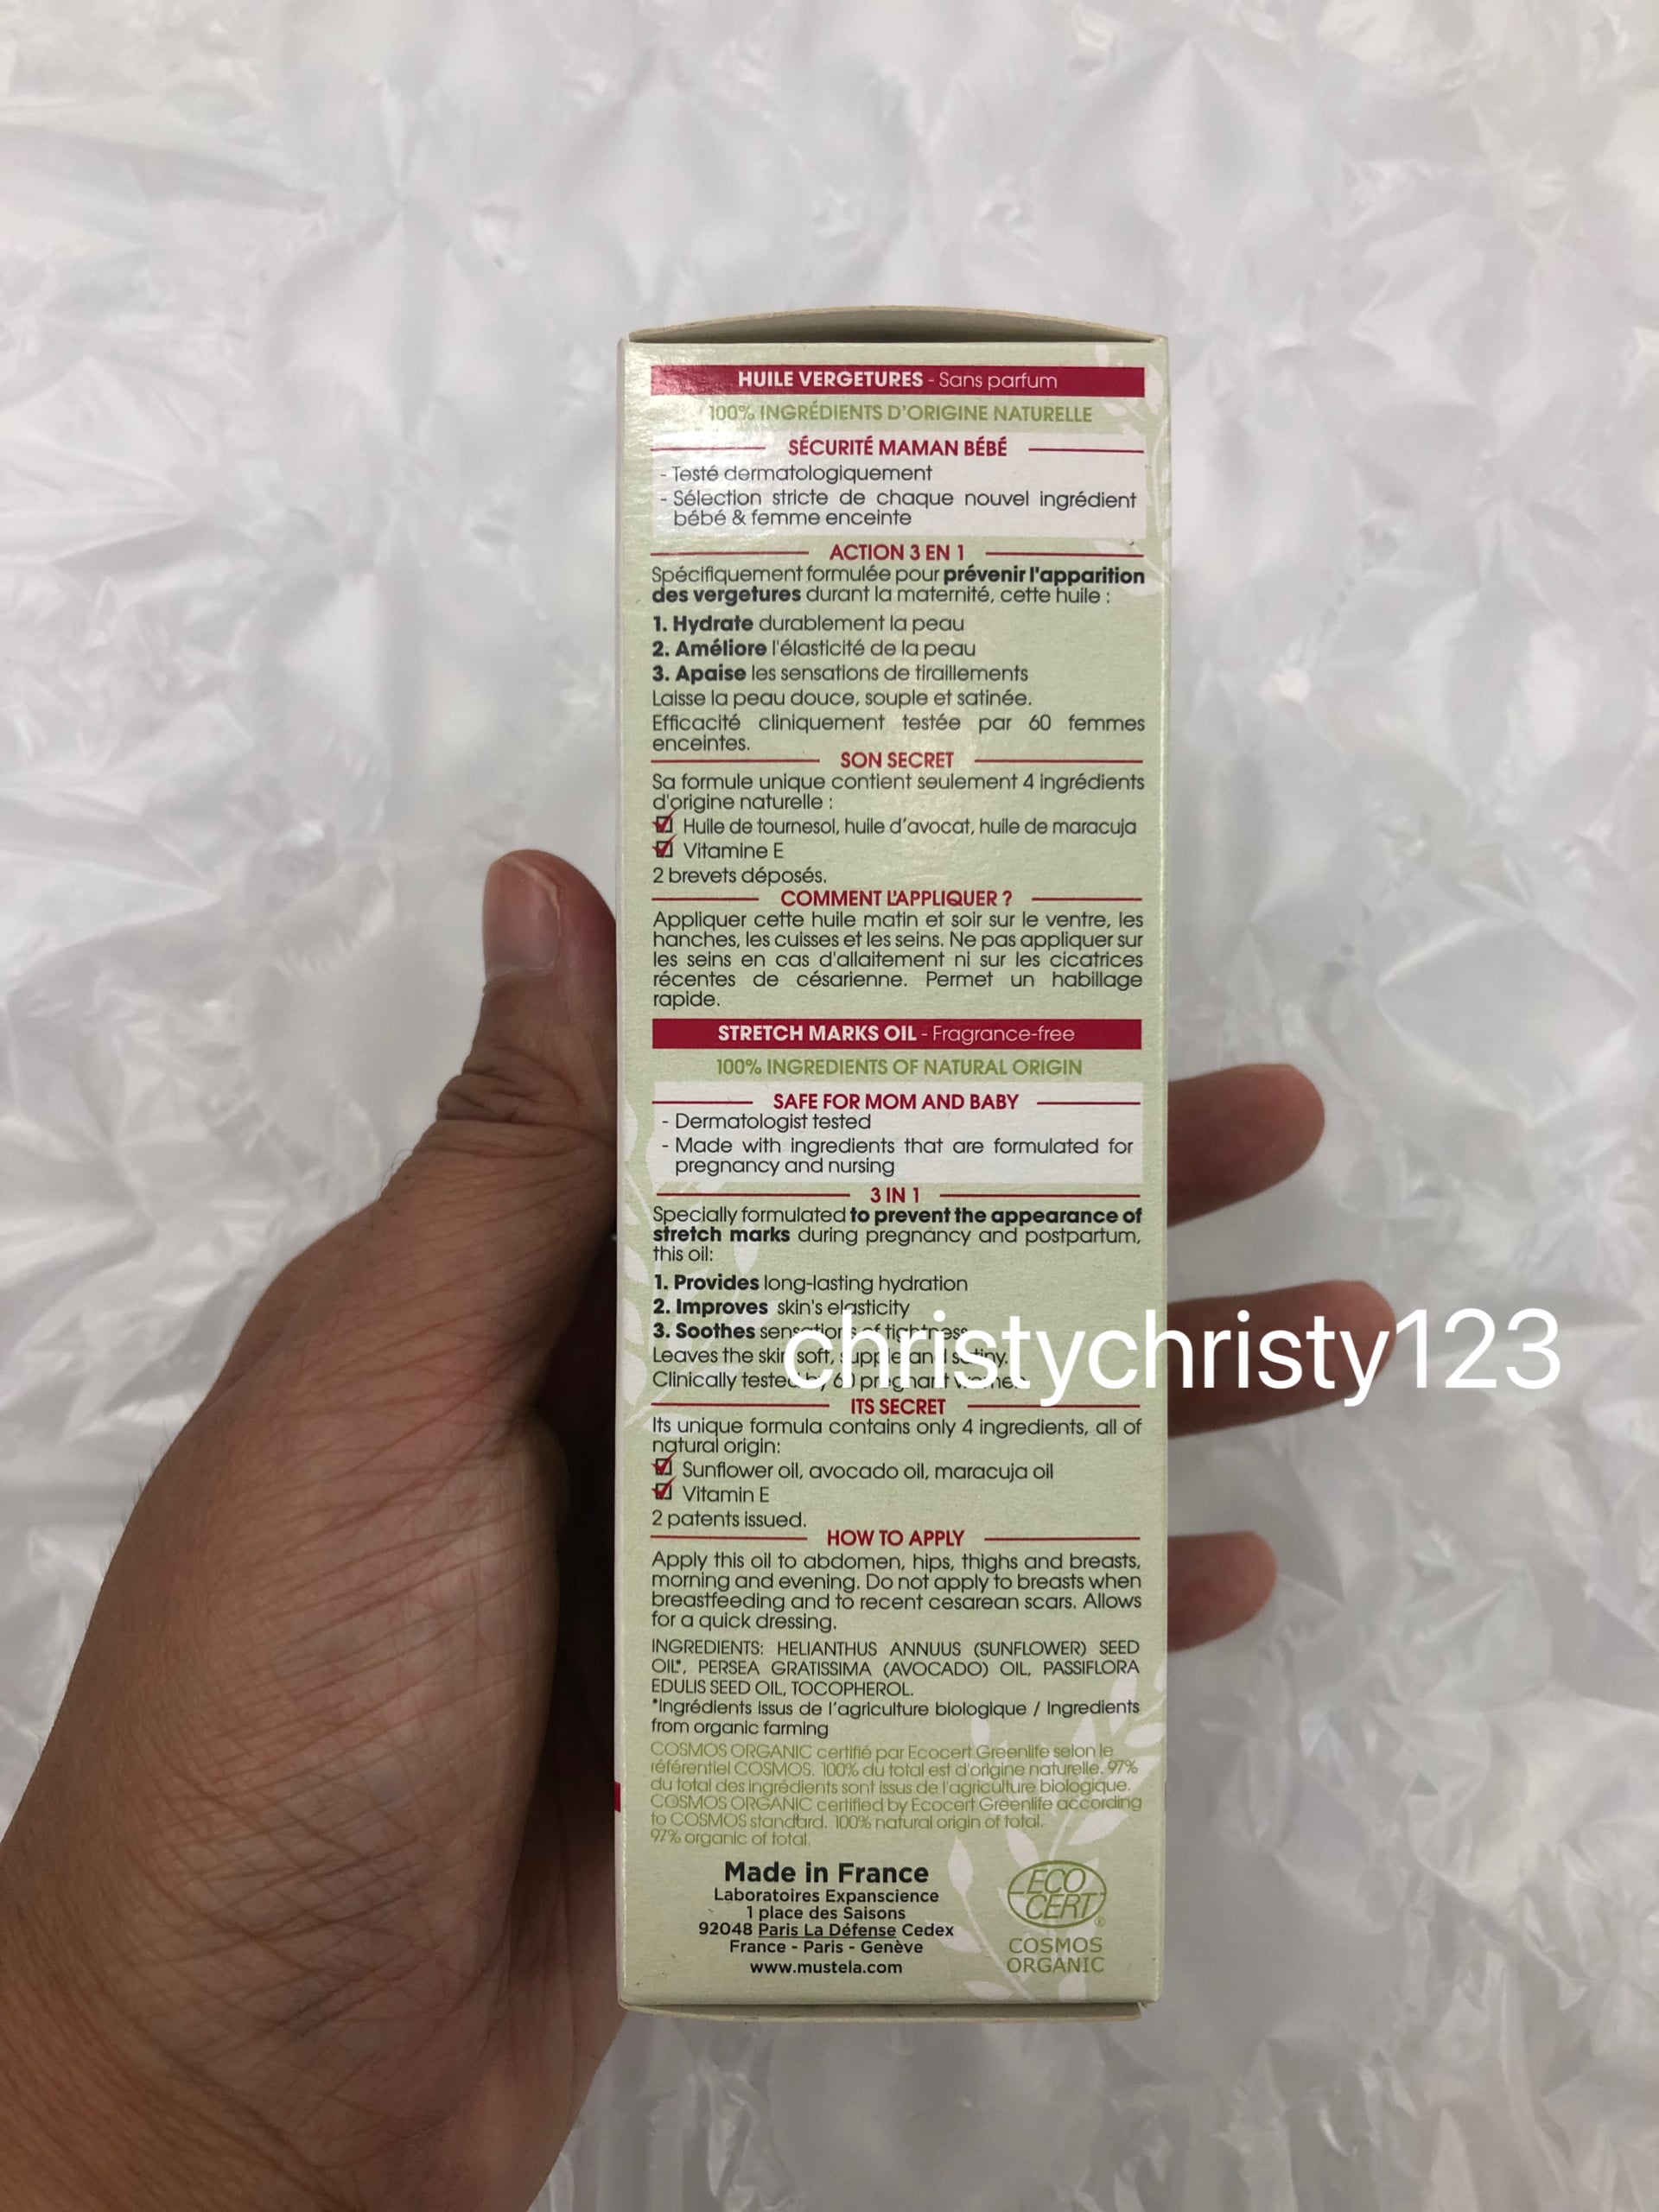 HUILE VERGETURES - Sans parfum
100% INGRÉDIENTS D'ORIGINE NATURELLE
SÉCURITÉ MAMAN BÉBÉ
- Testé dermatologiquement
- Sélection stricte de chaque nouvel ingrédient
bébé & femme enceinte
ACTION 3 EN 1
Spécifiquement formulée pour prévenir l'apparition
des vergetures durant la maternité, cette huile :
1. Hydrate durablement la peau
2. Améliore l'élasticité de la peau
3. Apaise les sensations de tiraillements
Laisse la peau douce, souple et satinée.
Efficacité cliniquement testée par 60 femmes
enceintes.
SON SECRET
Sa formule unique contient seulement 4 ingrédients
d'origine naturelle :
Huile de tournesol, huile d'avocat, huile de maracuja
Vitamine E
2 brevets déposés.
COMMENT L'APPLIQUER ?
Appliquer cette huile matin et soir sur le ventre, les
hanches, les cuisses et les seins. Ne pas appliquer sur
les seins en cas d'allaitement ni sur les cicatrices
récentes de césarienne. Permet un habillage
rapide.
STRETCH MARKS OIL - Fragrance-free
100% INGREDIENTS OF NATURAL ORIGIN
SAFE FOR MOM AND BABY
- Dermatologist tested
- Made with ingredients that are formulated for
pregnancy and nursing
3 IN 1
Specially formulated to prevent the appearance of
stretch marks during pregnancy and postpartum,
this oil:
1. Provides long-lasting hydration
2. Improves skin's elasticity
3. Soothes sensations of tightness
christychristy123
Leaves the skin soft, supple and satiny.
Clinically tested by 60 pregnant women.
ITS SECRET
Its unique formula contains only 4 ingredients, all of
natural origin:
Sunflower oil, avocado oil, maracuja oil
Vitamin E
2 patents issued.
HOW TO APPLY
Apply this oil to abdomen, hips, thighs and breasts,
morning and evening. Do not apply to breasts when
breastfeeding and to recent cesarean scars. Allows
for a quick dressing.
INGREDIENTS: HELIANTHUS ANNUUS (SUNFLOWER) SEED
OIL*, PERSEA GRATISSIMA (AVOCADO) OIL, PASSIFLORA
EDULIS SEED OIL, TOCOPHEROL.
*Ingrédients issus de l'agriculture biologique / Ingredients
from organic farming
COSMOS ORGANIC certifié par Ecocert Greenlife selon le
référentiel COSMOS. 100% du total est d'origine naturelle. 97%
du total des ingrédients sont issus de l'agriculture biologique.
COSMOS ORGANIC certified by Ecocert Greenlife according
to COSMOS standard. 100% natural origin of total.
97% organic of total.
Made in France
Laboratoires Expanscience
1 place des Saisons
92048 Paris La Défense Cedex
France - Paris - Genève
www.mustela.com
ECO
CERT®
COSMOS
ORGANIC